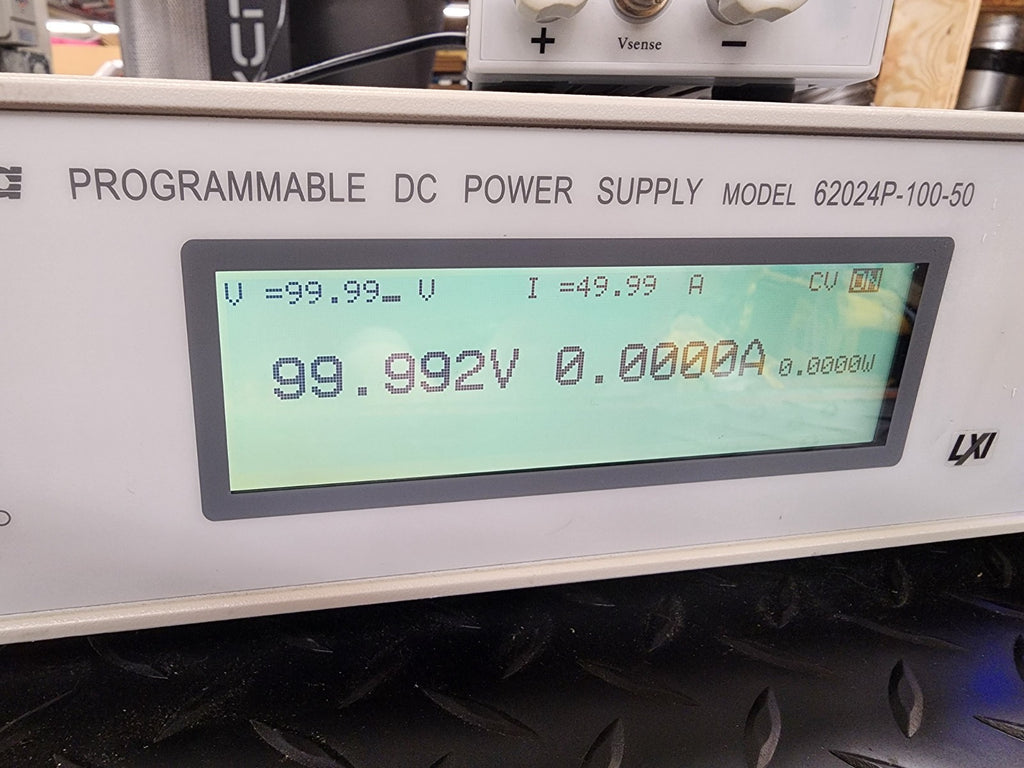 LU
+ Vsense −
PROGRAMMABLE DC POWER SUPPLY MODEL 62024P-100-50
V =99.99_ V I =49.99 A CV ON
99.992V 0.0000A 0.0000W
LXI